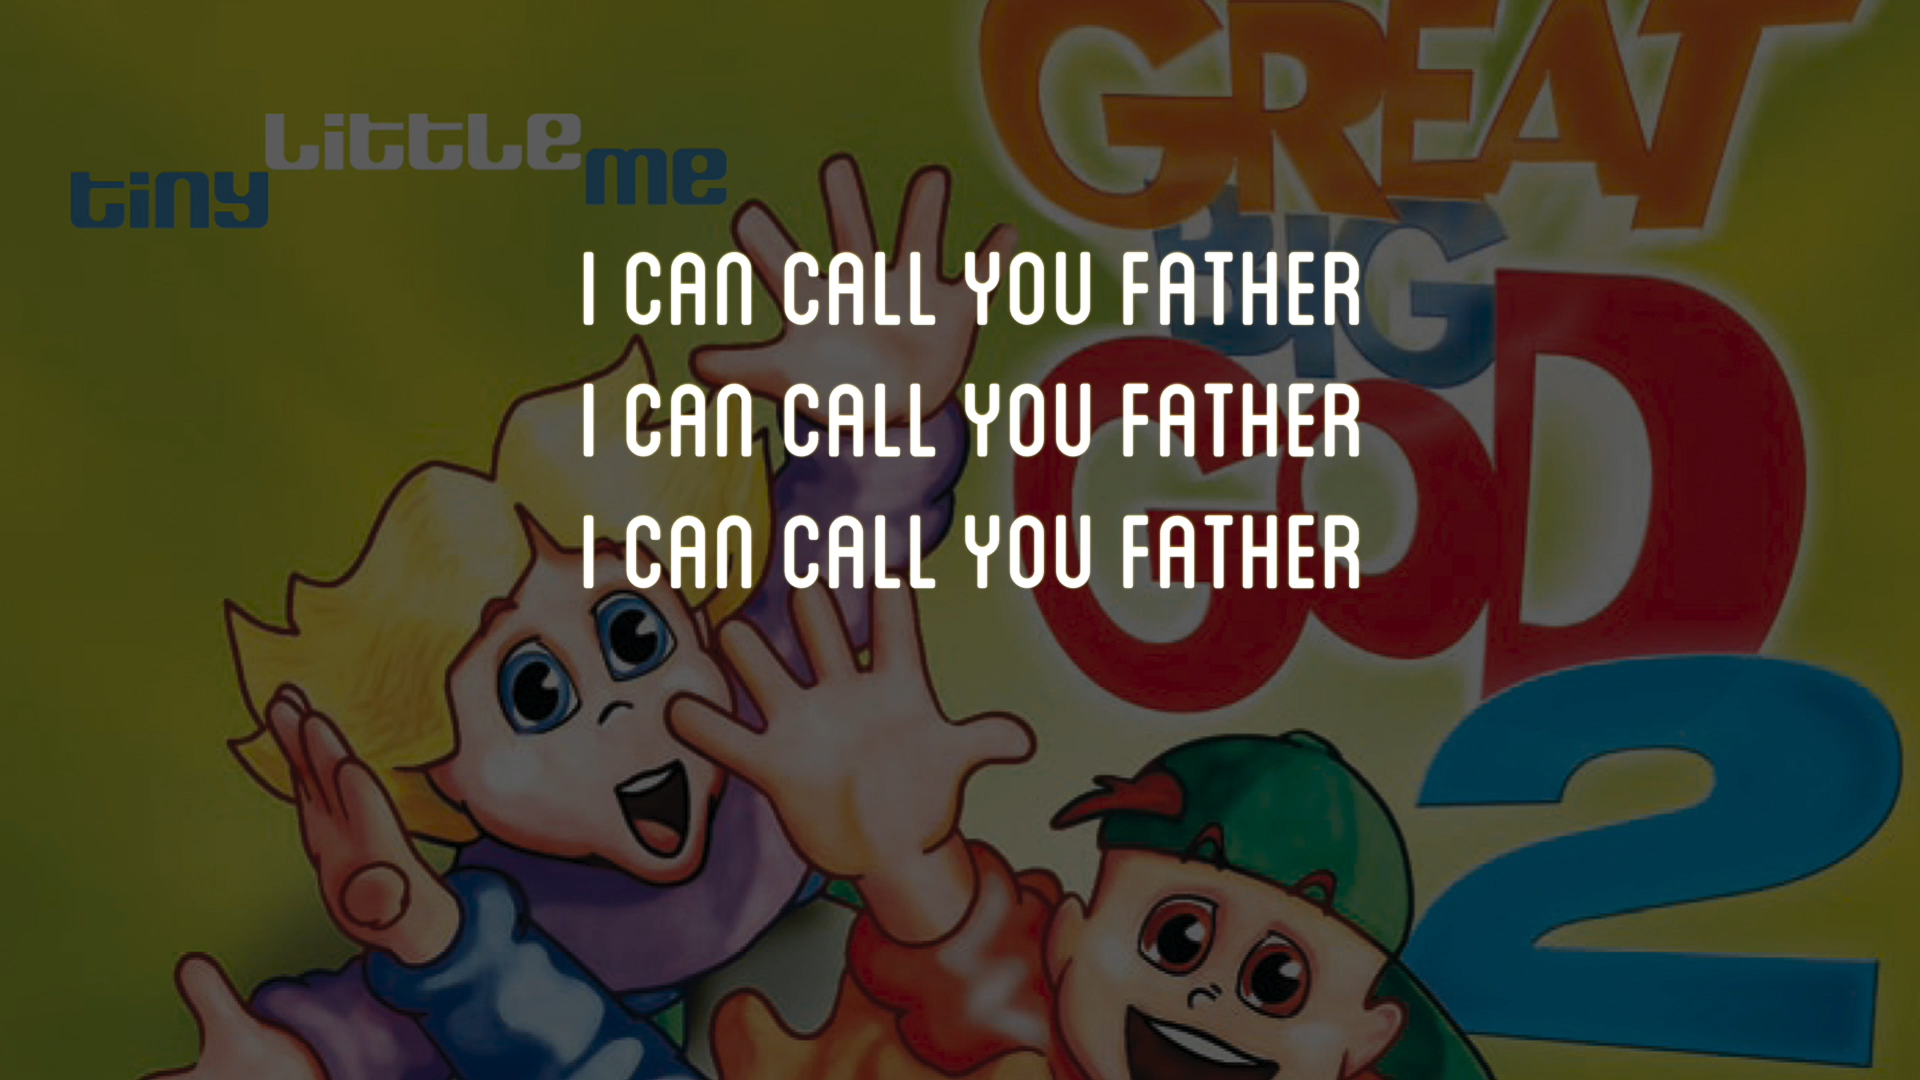 tiny little me
GREAT
BIG
GOD
2
I CAN CALL YOU FATHER
I CAN CALL YOU FATHER
I CAN CALL YOU FATHER